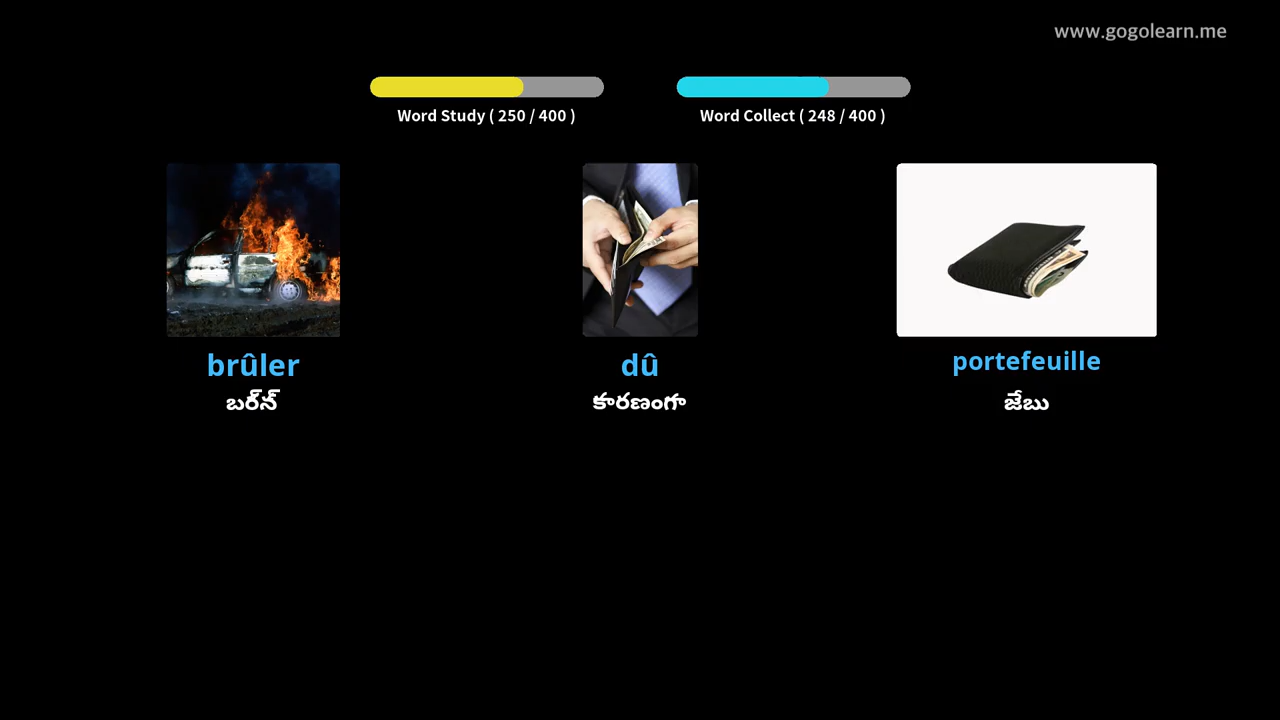 www.gogolearn.me
Word Study ( 250 / 400 )
Word Collect ( 248 / 400 )
brûler
బర్న్
dû
కారణంగా
portefeuille
జేబు